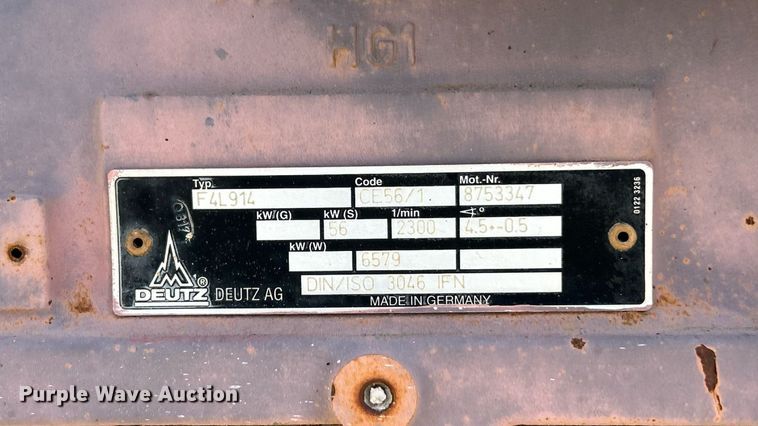 HG1
Typ Code Mot.-Nr.
F4L914 CE56/1. 8753347
kW (G) kW (S) 1/min ∢°
56 2300 4.5+-0.5
kW (W)
6579
DIN/ISO 3046 IFN
DEUTZ ® DEUTZ AG
MADE IN GERMANY
0122 3236
Purple Wave Auction